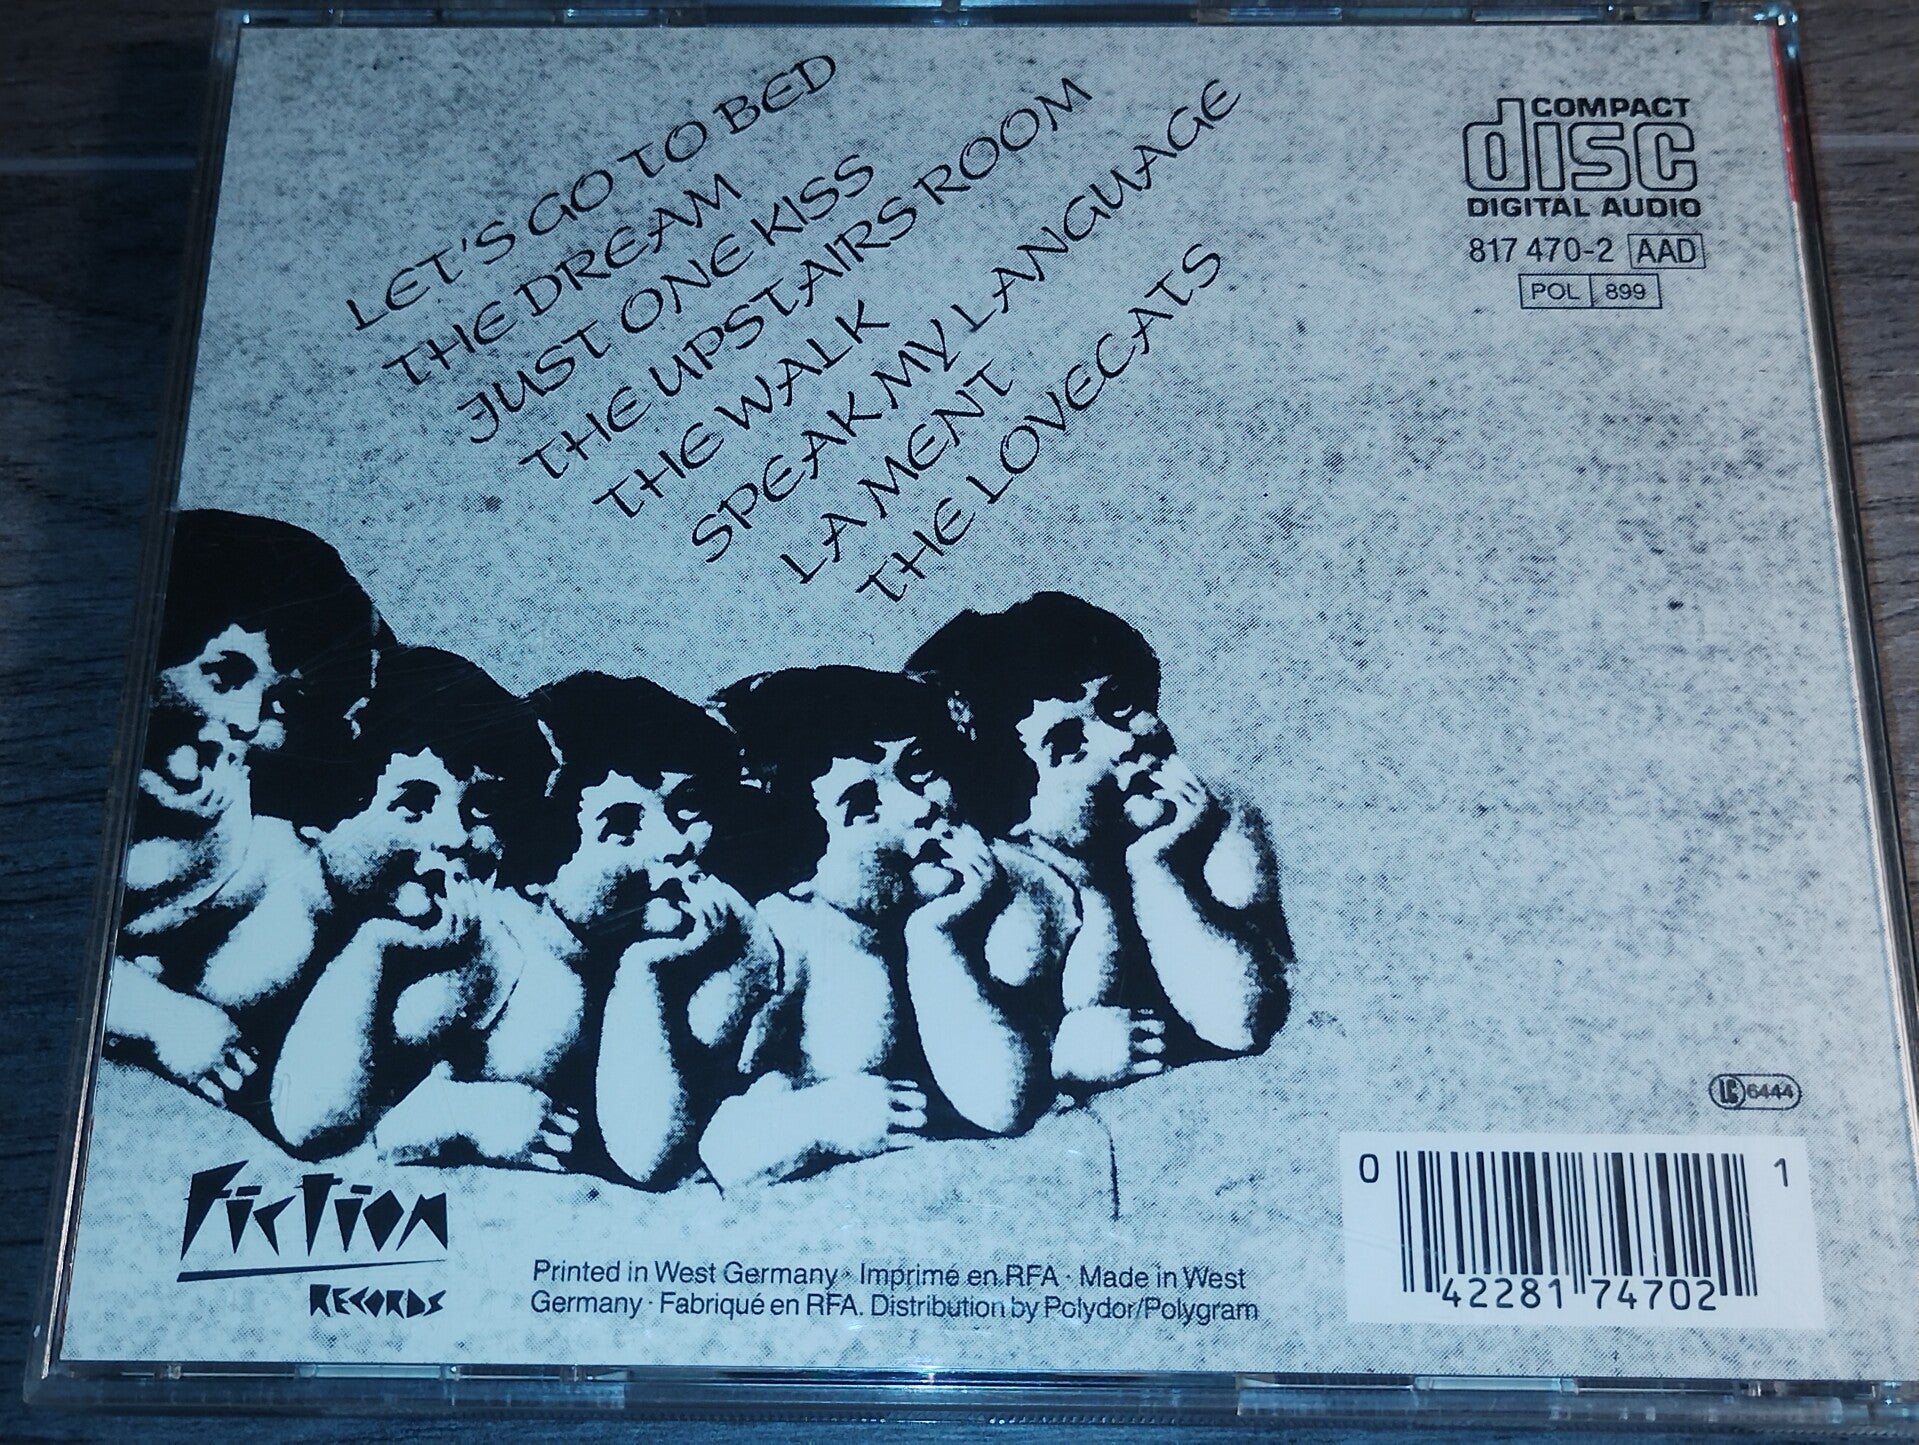 LET'S GO TO BED
THE DREAM
JUST ONE KISS
THE UPSTAIRS ROOM
THE WALK
SPEAK MY LANGUAGE
LAMENT
THE LOVECATS
COMPACT
disc
DIGITAL AUDIO
817 470-2 AAD
POL 899
LC 6444
FicTion
RECORDS
Printed in West Germany · Imprimé en RFA · Made in West
Germany · Fabriqué en RFA. Distribution by Polydor/Polygram
0 42281 74702 1